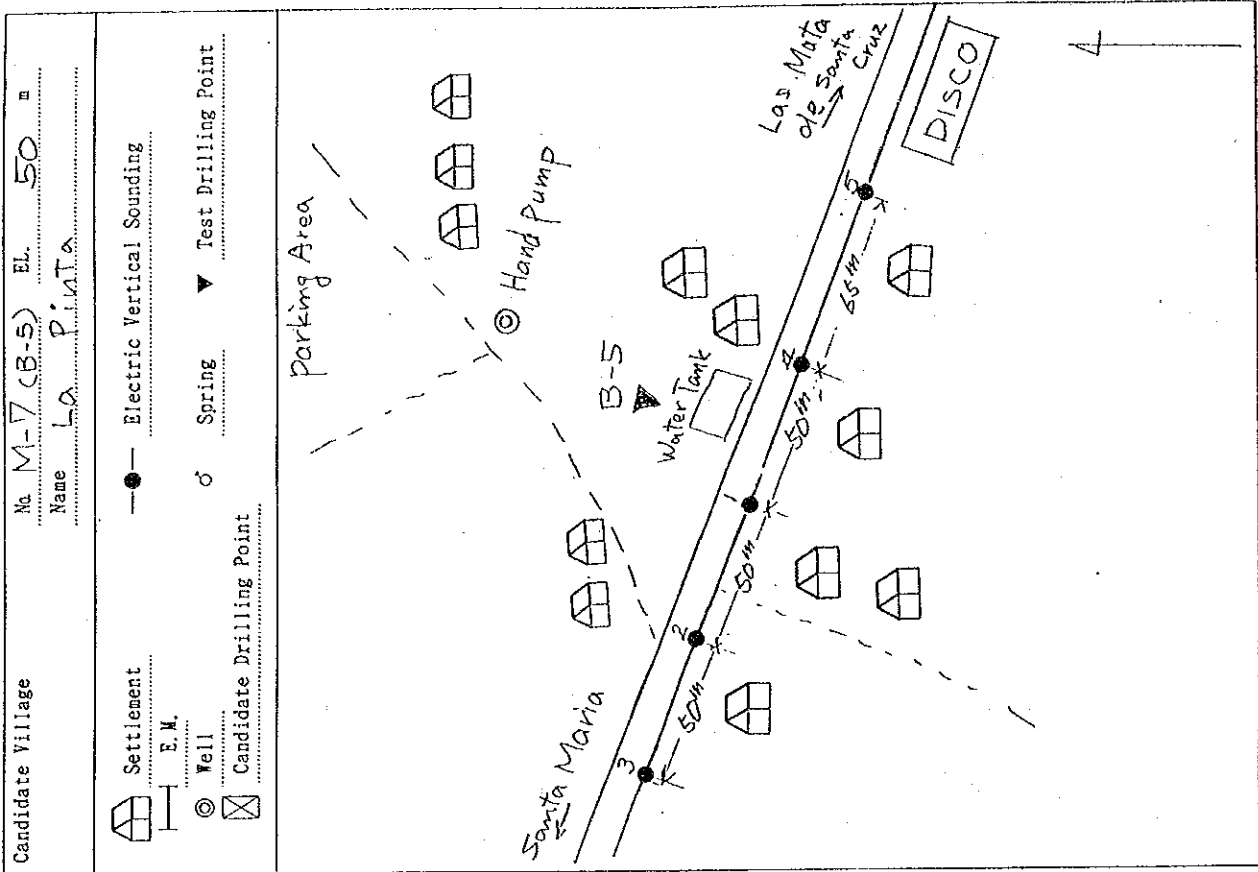 Candidate Village
No M-7 (B-5) EL. 50 m
Name La Pinta
Settlement
Electric Vertical Sounding
E.M.
Well
Spring
Test Drilling Point
Candidate Drilling Point
Parking Area
Hand Pump
B-5
Water Tank
Santa Maria
Las Mata
de Santa
Cruz
DISCO
3
2
1
4
5
50m
50m
50m
65m